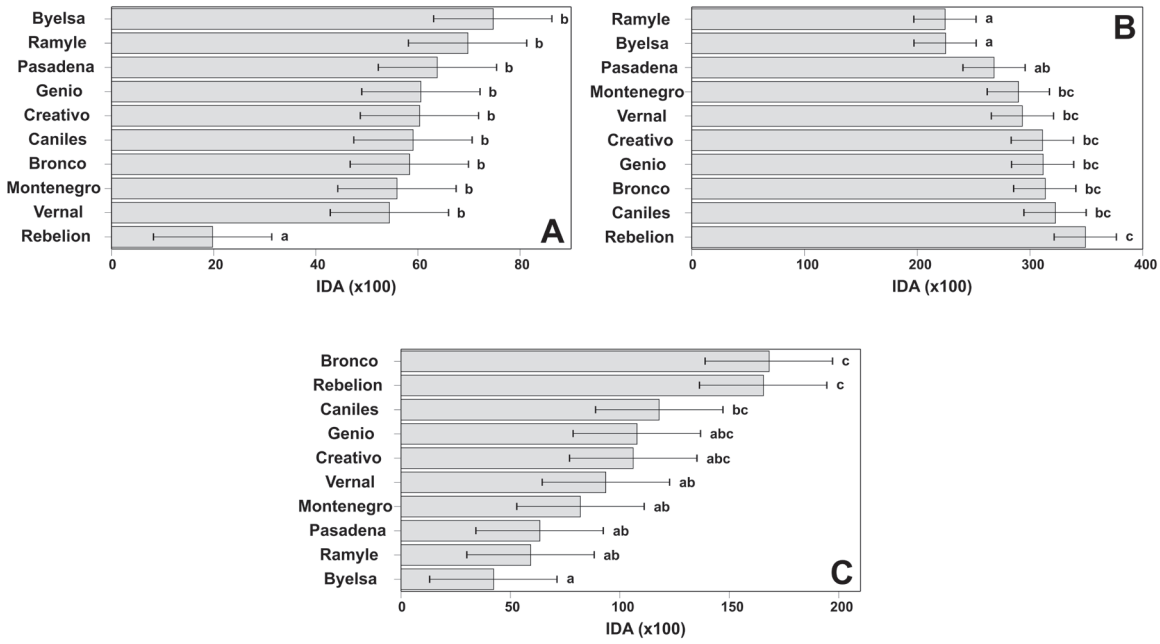 Byelsa b
Ramyle b
Pasadena b
Genio b
Creativo b
Caniles b
Bronco b
Montenegro b
Vernal b
Rebelion a
A
0 20 40 60 80
IDA (x100)
Ramyle a
Byelsa a
Pasadena ab
Montenegro bc
Vernal bc
Creativo bc
Genio bc
Bronco bc
Caniles bc
Rebelion c
B
0 100 200 300 400
IDA (x100)
Bronco c
Rebelion c
Caniles bc
Genio abc
Creativo abc
Vernal ab
Montenegro ab
Pasadena ab
Ramyle ab
Byelsa a
C
0 50 100 150 200
IDA (x100)